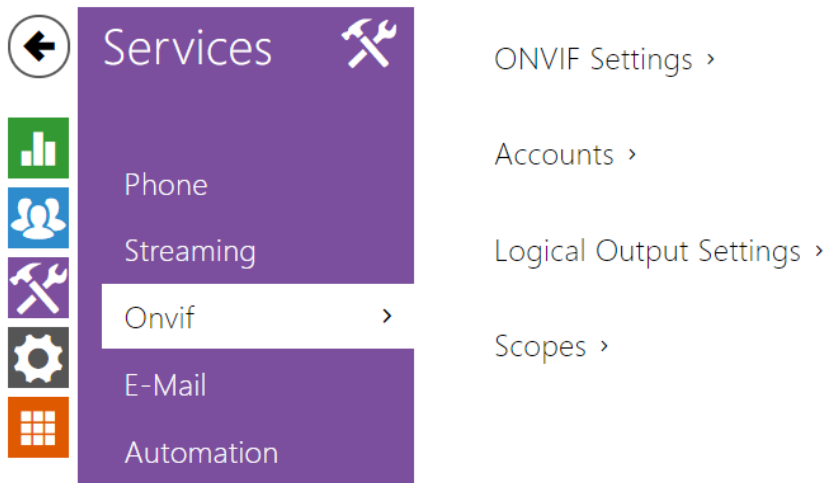 Services
Phone
Streaming
Onvif
E-Mail
Automation
ONVIF Settings
Accounts
Logical Output Settings
Scopes